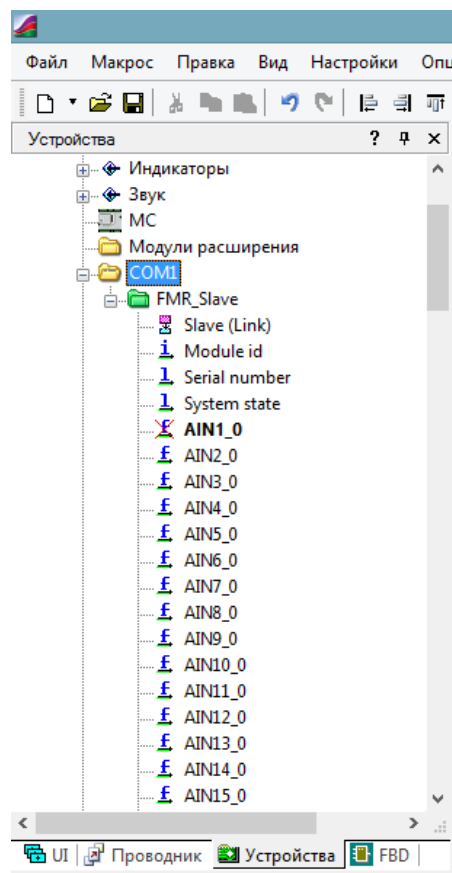 Файл Макрос Правка Вид Настройки
Устройства
Индикаторы
Звук
MC
Модули расширения
COM1
FMR_Slave
Slave (Link)
Module id
Serial number
System state
AIN1_0
AIN2_0
AIN3_0
AIN4_0
AIN5_0
AIN6_0
AIN7_0
AIN8_0
AIN9_0
AIN10_0
AIN11_0
AIN12_0
AIN13_0
AIN14_0
AIN15_0
UI Проводник Устройства FBD